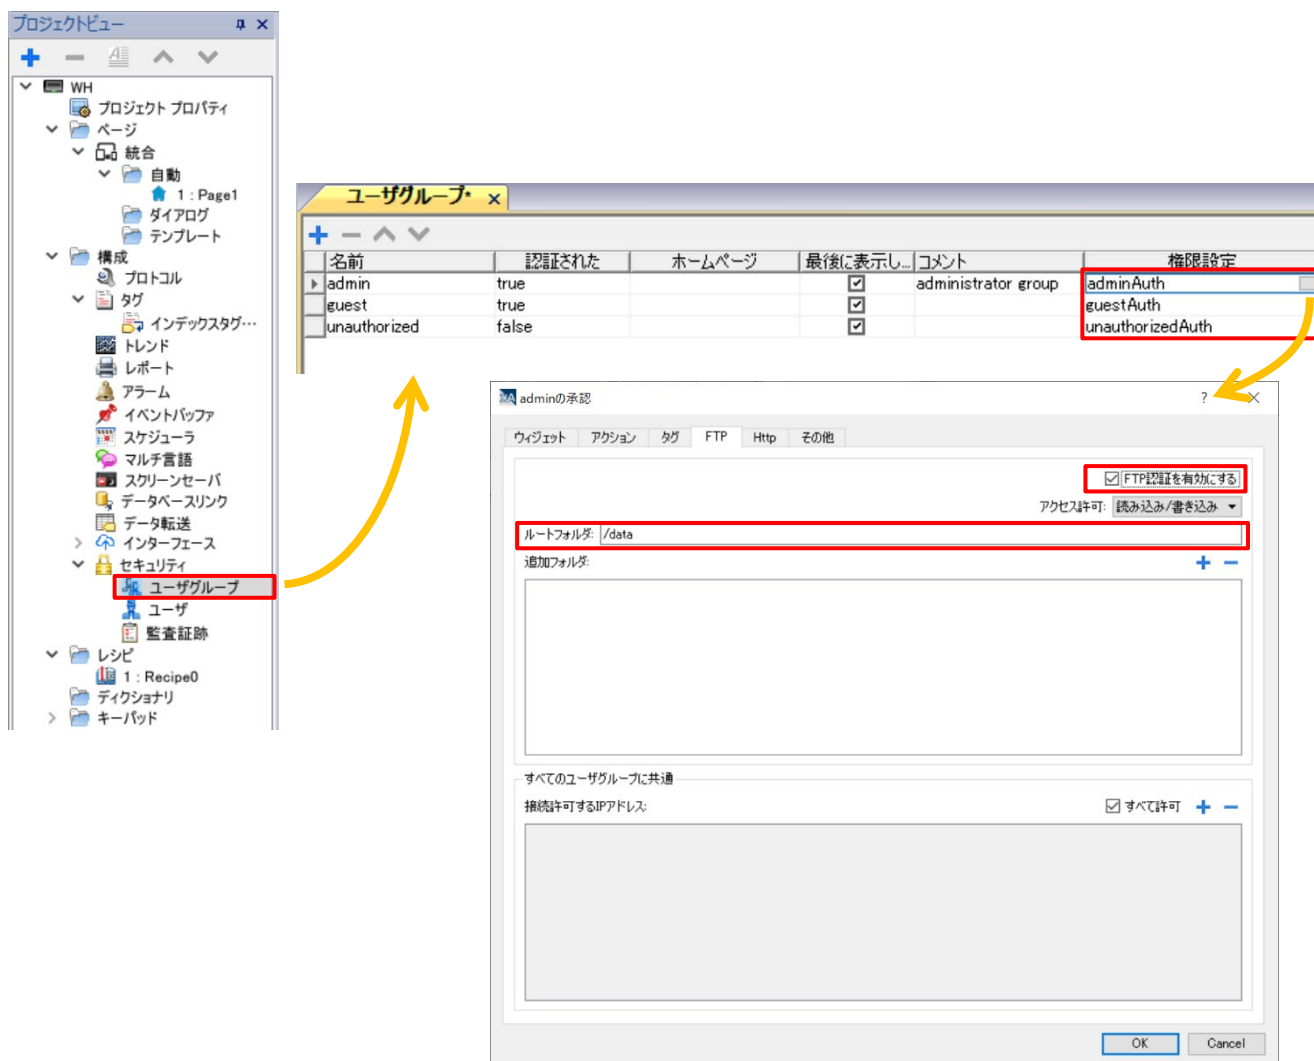 プロジェクトビュー
WH
プロジェクト プロパティ
ページ
統合
自動
1 : Page1
ダイアログ
テンプレート
構成
プロトコル
タグ
インデックスタグ…
トレンド
レポート
アラーム
イベントバッファ
スケジューラ
マルチ言語
スクリーンセーバ
データベースリンク
データ転送
インターフェース
セキュリティ
ユーザグループ
ユーザ
監査証跡
レシピ
1 : Recipe0
ディクショナリ
キーパッド
ユーザグループ*
名前 認証された ホームページ 最後に表示し... コメント 権限設定
admin true administrator group adminAuth
guest true guestAuth
unauthorized false unauthorizedAuth
adminの承認
ウィジェット アクション タグ FTP Http その他
FTP認証を有効にする
アクセス許可: 読み込み/書き込み
ルートフォルダ: /data
追加フォルダ:
すべてのユーザグループに共通
接続許可するIPアドレス: すべて許可
OK Cancel